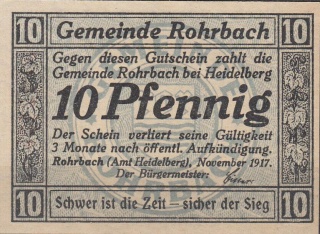 10 Gemeinde Rohrbach 10
Gegen diesen Gutschein zahlt die
Gemeinde Rohrbach bei Heidelberg
10 Pfennig
Der Schein verliert seine Gültigkeit
3 Monate nach öffentl. Aufkündigung.
Rohrbach (Amt Heidelberg), November 1917.
Der Bürgermeister:
10 Schwer ist die Zeit — sicher der Sieg 10